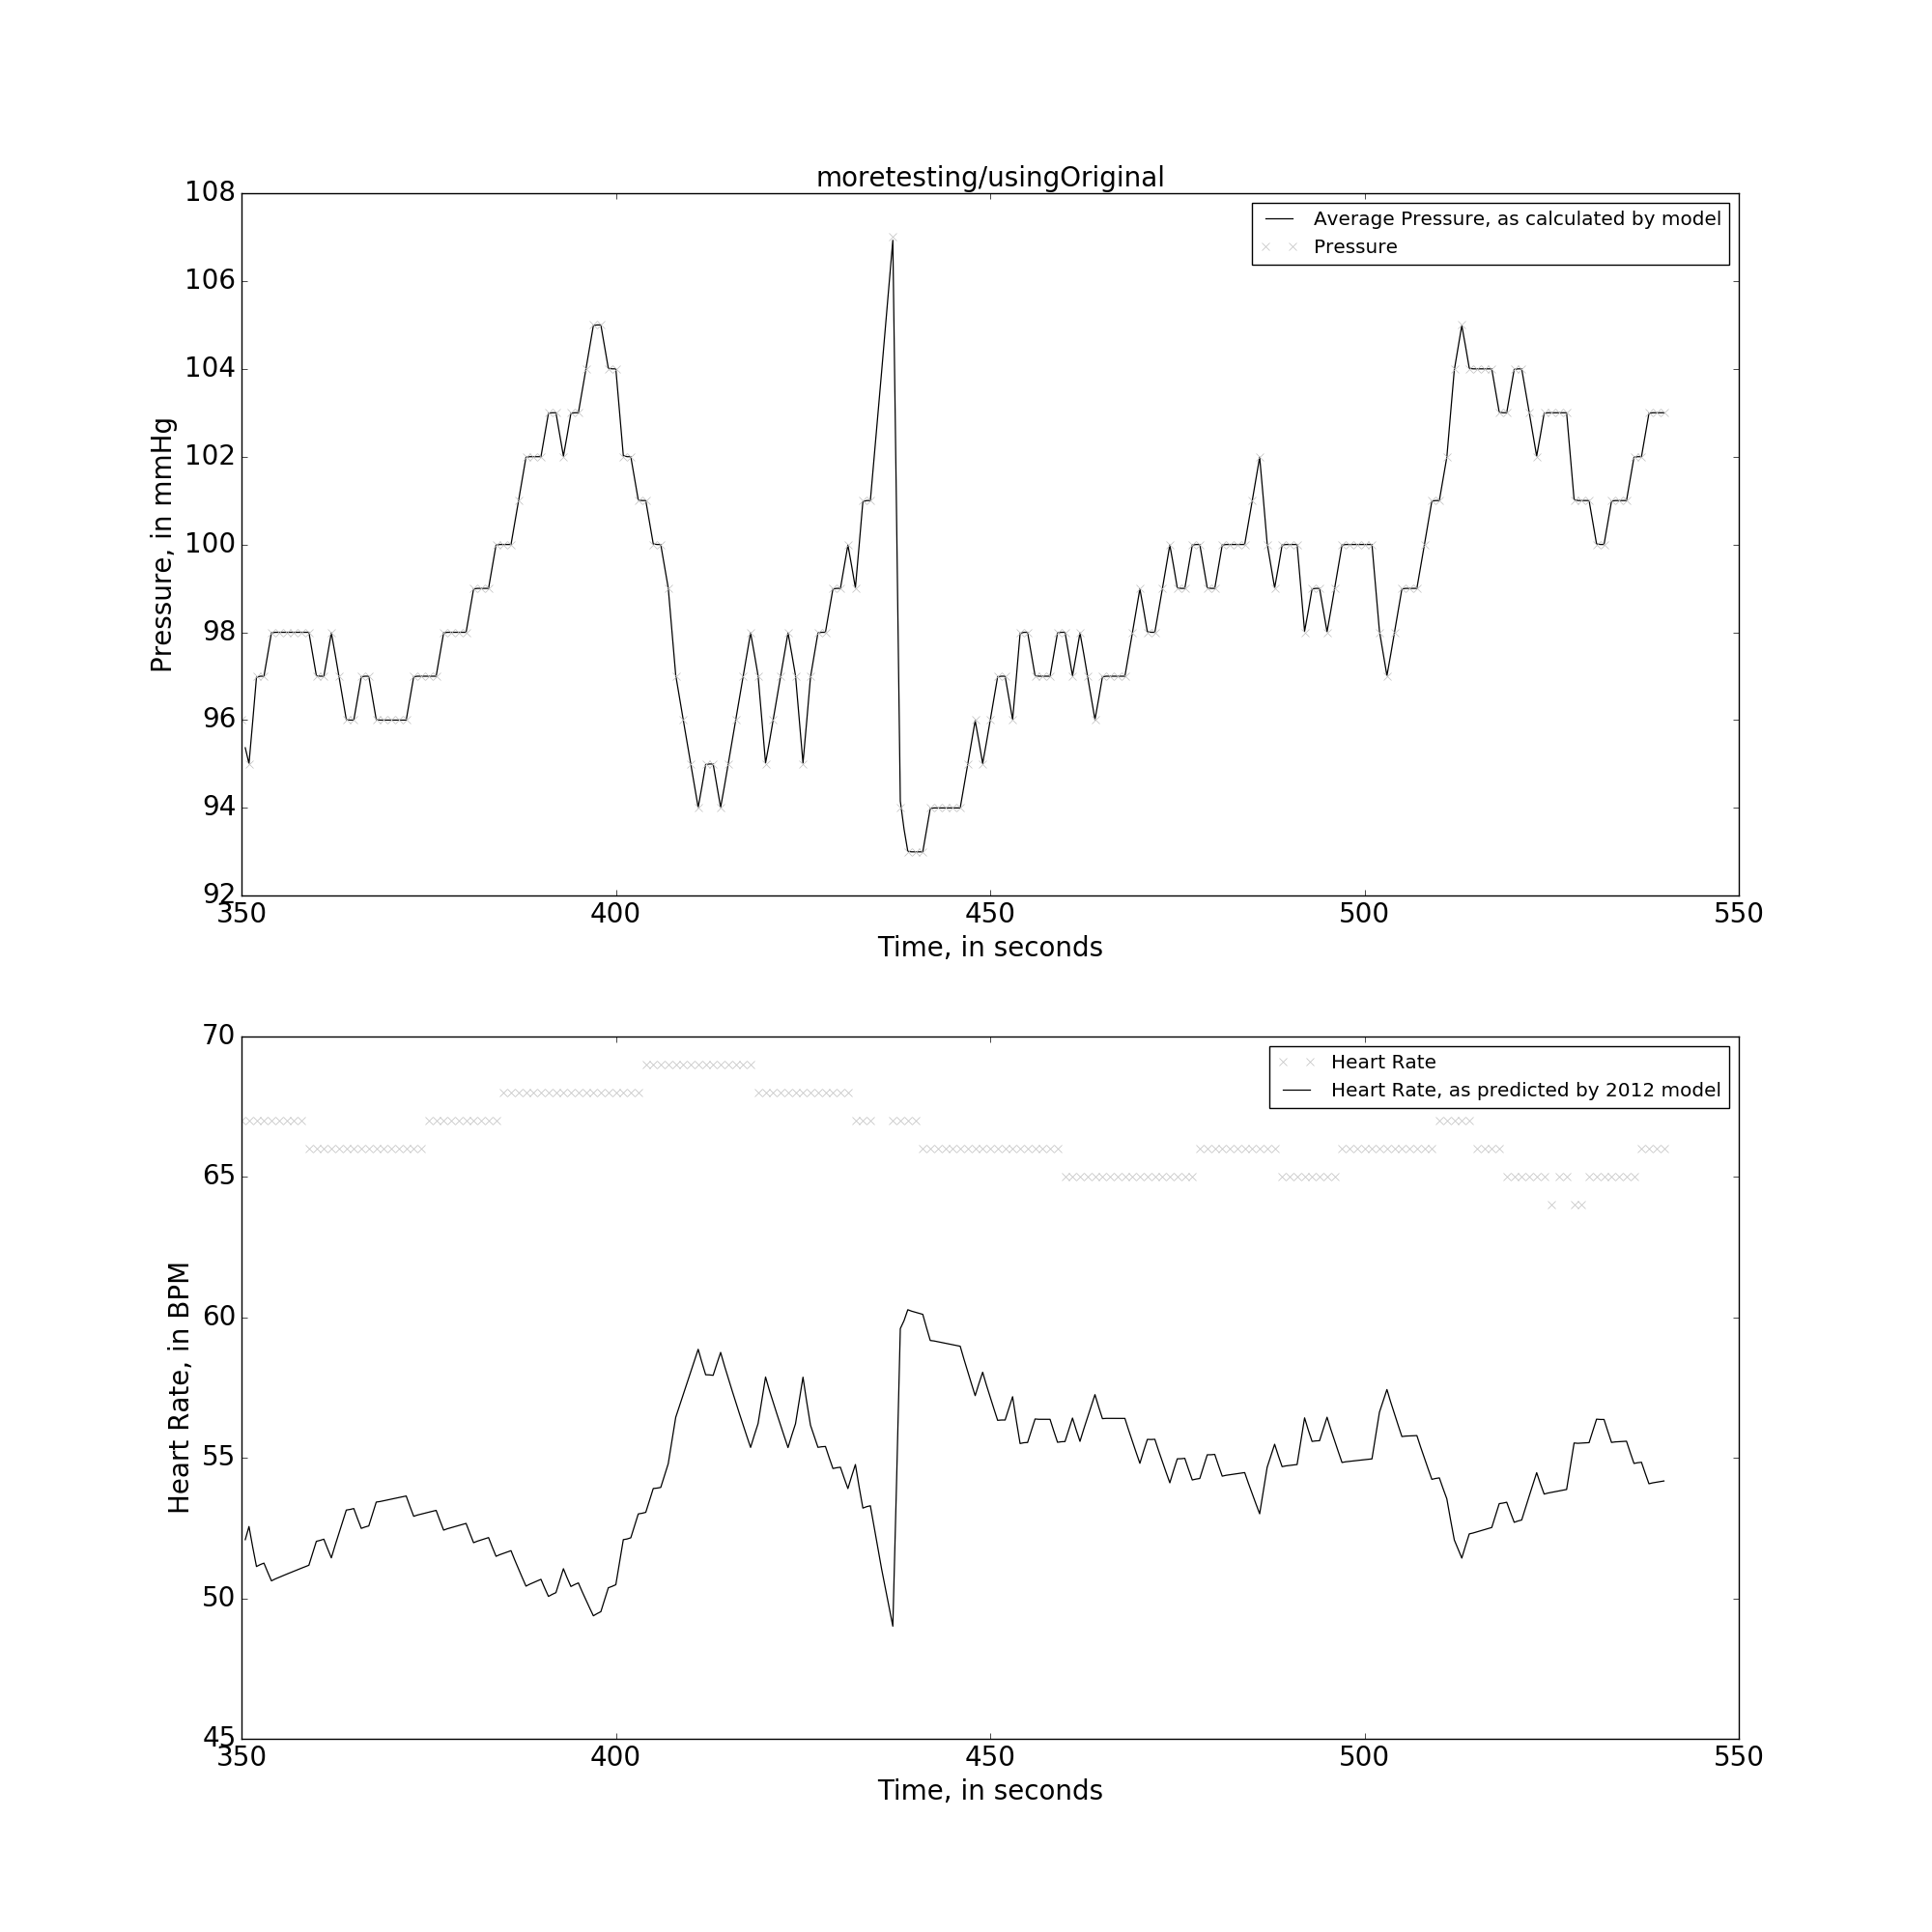 moretesting/usingOriginal
108
106
104
102
100
98
96
94
92
Pressure, in mmHg
Average Pressure, as calculated by model
Pressure
350 400 450 500 550
Time, in seconds
70
65
60
55
50
45
Heart Rate, in BPM
Heart Rate
Heart Rate, as predicted by 2012 model
350 400 450 500 550
Time, in seconds